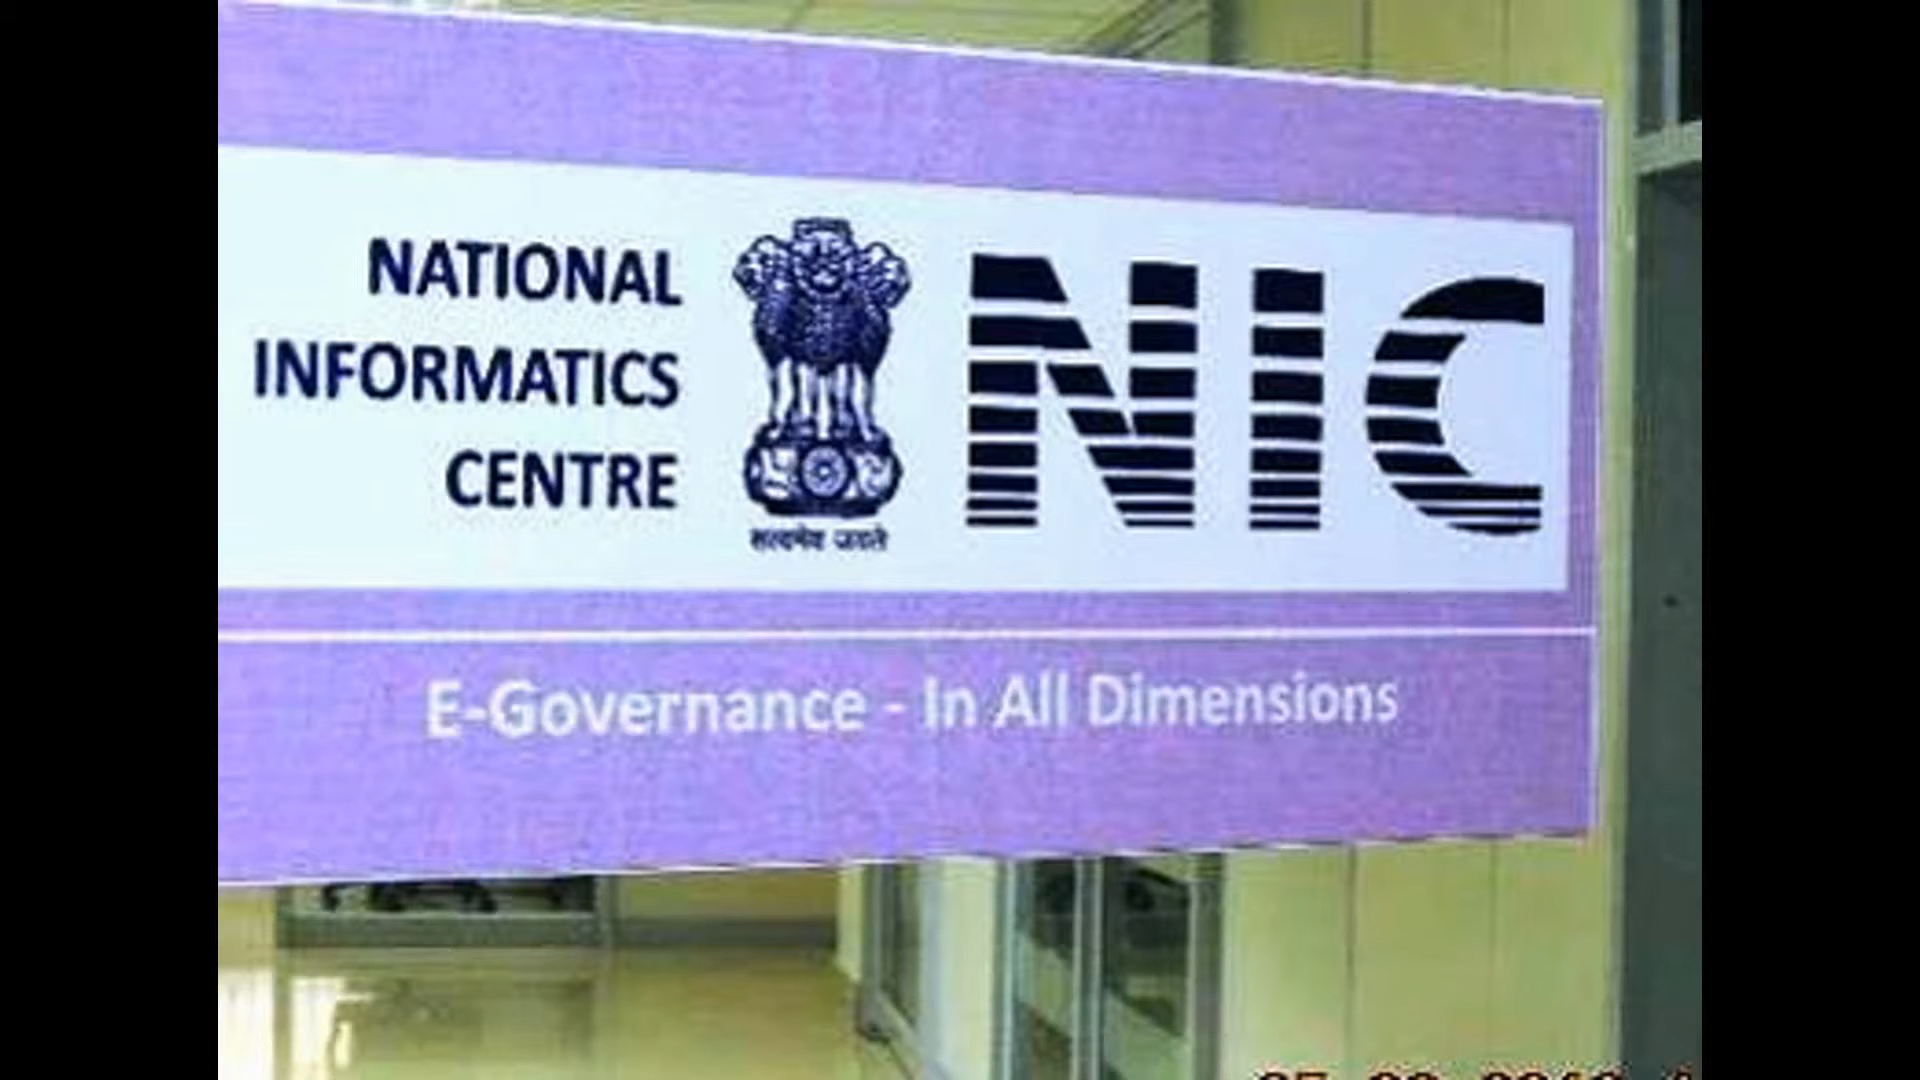 NATIONAL
INFORMATICS
CENTRE
सत्यमेव जयते
NIC
E-Governance - In All Dimensions